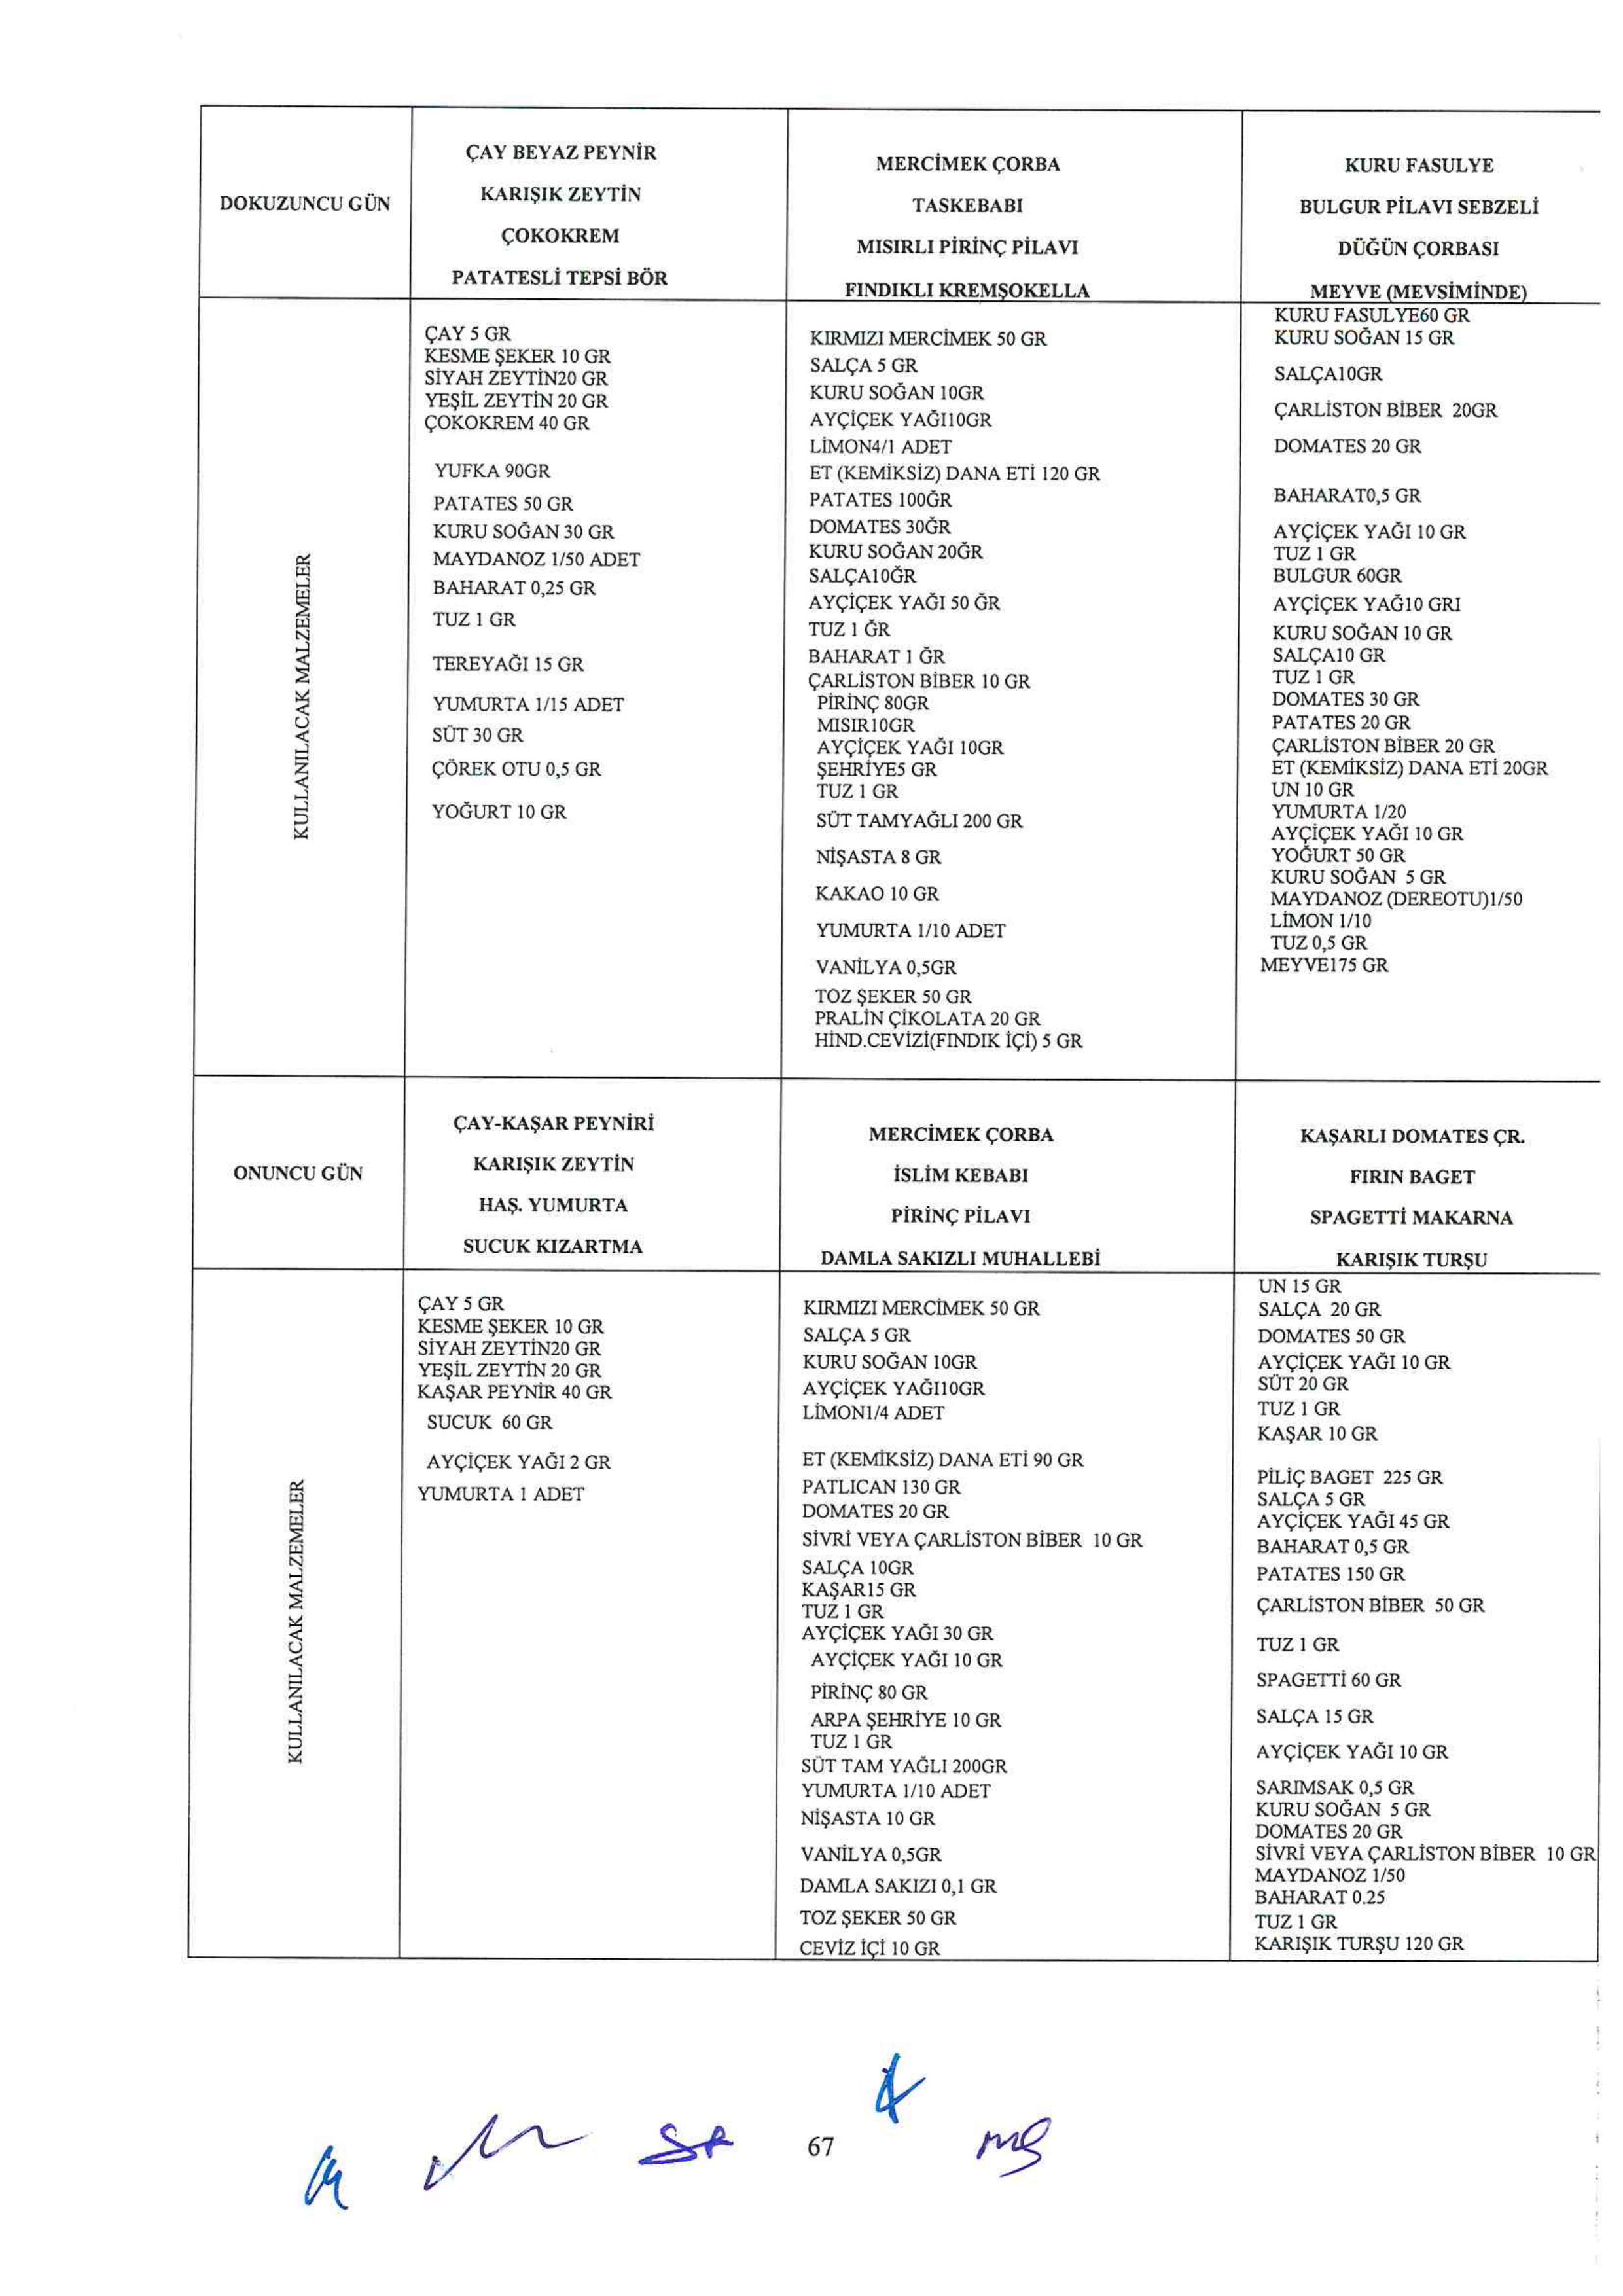 DOKUZUNCU GÜN
ÇAY BEYAZ PEYNİR
KARIŞIK ZEYTİN
ÇOKOKREM
PATATESLİ TEPSİ BÖR
MERCİMEK ÇORBA
TASKEBABI
MISIRLI PİRİNÇ PİLAVI
FINDIKLI KREMŞOKELLA
KURU FASULYE
BULGUR PİLAVI SEBZELİ
DÜĞÜN ÇORBASI
MEYVE (MEVSİMİNDE)
KULLANILACAK MALZEMELER
ÇAY 5 GR
KESME ŞEKER 10 GR
SİYAH ZEYTİN20 GR
YEŞİL ZEYTİN 20 GR
ÇOKOKREM 40 GR
YUFKA 90GR
PATATES 50 GR
KURU SOĞAN 30 GR
MAYDANOZ 1/50 ADET
BAHARAT 0,25 GR
TUZ 1 GR
TEREYAĞI 15 GR
YUMURTA 1/15 ADET
SÜT 30 GR
ÇÖREK OTU 0,5 GR
YOĞURT 10 GR
KIRMIZI MERCİMEK 50 GR
SALÇA 5 GR
KURU SOĞAN 10GR
AYÇİÇEK YAĞI10GR
LİMON4/1 ADET
ET (KEMİKSİZ) DANA ETİ 120 GR
PATATES 100ĞR
DOMATES 30ĞR
KURU SOĞAN 20ĞR
SALÇA10ĞR
AYÇİÇEK YAĞI 50 ĞR
TUZ 1 ĞR
BAHARAT 1 ĞR
ÇARLİSTON BİBER 10 GR
PİRİNÇ 80GR
MISIR10GR
AYÇİÇEK YAĞI 10GR
ŞEHRİYE5 GR
TUZ 1 GR
SÜT TAMYAĞLI 200 GR
NİŞASTA 8 GR
KAKAO 10 GR
YUMURTA 1/10 ADET
VANİLYA 0,5GR
TOZ ŞEKER 50 GR
PRALİN ÇİKOLATA 20 GR
HİND.CEVİZİ(FINDIK İÇİ) 5 GR
KURU FASULYE60 GR
KURU SOĞAN 15 GR
SALÇA10GR
ÇARLİSTON BİBER 20GR
DOMATES 20 GR
BAHARAT0,5 GR
AYÇİÇEK YAĞI 10 GR
TUZ 1 GR
BULGUR 60GR
AYÇİÇEK YAĞ10 GRI
KURU SOĞAN 10 GR
SALÇA10 GR
TUZ 1 GR
DOMATES 30 GR
PATATES 20 GR
ÇARLİSTON BİBER 20 GR
ET (KEMİKSİZ) DANA ETİ 20GR
UN 10 GR
YUMURTA 1/20
AYÇİÇEK YAĞI 10 GR
YOĞURT 50 GR
KURU SOĞAN 5 GR
MAYDANOZ (DEREOTU)1/50
LİMON 1/10
TUZ 0,5 GR
MEYVE175 GR
ONUNCU GÜN
ÇAY-KAŞAR PEYNİRİ
KARIŞIK ZEYTİN
HAŞ. YUMURTA
SUCUK KIZARTMA
MERCİMEK ÇORBA
İSLİM KEBABI
PİRİNÇ PİLAVI
DAMLA SAKIZLI MUHALLEBİ
KAŞARLI DOMATES ÇR.
FIRIN BAGET
SPAGETTİ MAKARNA
KARIŞIK TURŞU
KULLANILACAK MALZEMELER
ÇAY 5 GR
KESME ŞEKER 10 GR
SİYAH ZEYTİN20 GR
YEŞİL ZEYTİN 20 GR
KAŞAR PEYNİR 40 GR
SUCUK 60 GR
AYÇİÇEK YAĞI 2 GR
YUMURTA 1 ADET
KIRMIZI MERCİMEK 50 GR
SALÇA 5 GR
KURU SOĞAN 10GR
AYÇİÇEK YAĞI10GR
LİMON1/4 ADET
ET (KEMİKSİZ) DANA ETİ 90 GR
PATLICAN 130 GR
DOMATES 20 GR
SİVRİ VEYA ÇARLİSTON BİBER 10 GR
SALÇA 10GR
KAŞAR15 GR
TUZ 1 GR
AYÇİÇEK YAĞI 30 GR
AYÇİÇEK YAĞI 10 GR
PİRİNÇ 80 GR
ARPA ŞEHRİYE 10 GR
TUZ 1 GR
SÜT TAM YAĞLI 200GR
YUMURTA 1/10 ADET
NİŞASTA 10 GR
VANİLYA 0,5GR
DAMLA SAKIZI 0,1 GR
TOZ ŞEKER 50 GR
CEVİZ İÇİ 10 GR
UN 15 GR
SALÇA 20 GR
DOMATES 50 GR
AYÇİÇEK YAĞI 10 GR
SÜT 20 GR
TUZ 1 GR
KAŞAR 10 GR
PİLİÇ BAGET 225 GR
SALÇA 5 GR
AYÇİÇEK YAĞI 45 GR
BAHARAT 0,5 GR
PATATES 150 GR
ÇARLİSTON BİBER 50 GR
TUZ 1 GR
SPAGETTİ 60 GR
SALÇA 15 GR
AYÇİÇEK YAĞI 10 GR
SARIMSAK 0,5 GR
KURU SOĞAN 5 GR
DOMATES 20 GR
SİVRİ VEYA ÇARLİSTON BİBER 10 GR
MAYDANOZ 1/50
BAHARAT 0.25
TUZ 1 GR
KARIŞIK TURŞU 120 GR
67